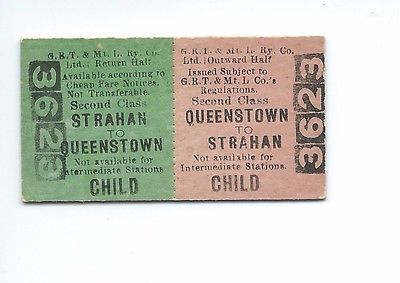 G.R.T. & Mt. L. Ry. Co.
Ltd.; Return Half
Available according to
Cheap Fare Notices.
Not Transferable.
Second Class
STRAHAN
TO
QUEENSTOWN
Not available for
Intermediate Stations
CHILD
3623
G.R.T. & Mt. L. Ry. Co.
Ltd. Outward Half
Issued Subject to
G.R.T. & Mt. L Co.'s
Regulations.
Second Class
QUEENSTOWN
TO
STRAHAN
Not available for
Intermediate Stations.
CHILD
3623